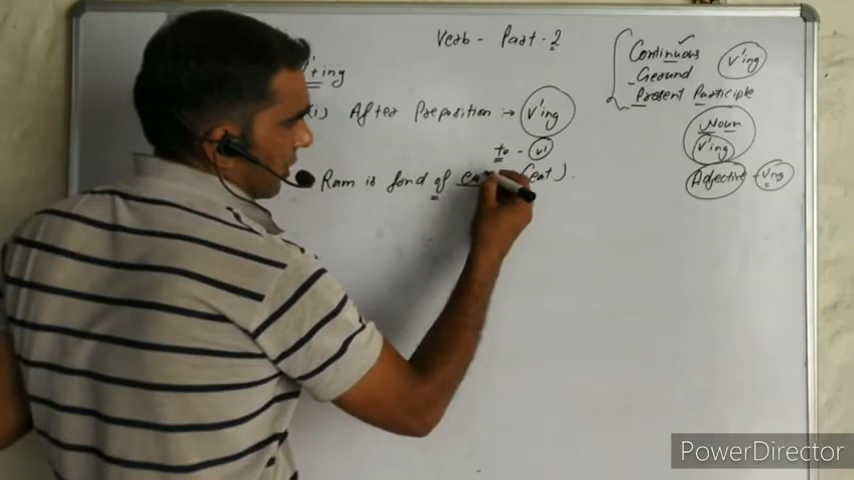 Verb - Part - 2
+ing
(i) After Preposition → V'ing
to - v'
Ram is fond of ea (eat).
Continuous ✓
Gerund
Present Participle
V'ing
Noun
V'ing
Adjective - V'ing
PowerDirector